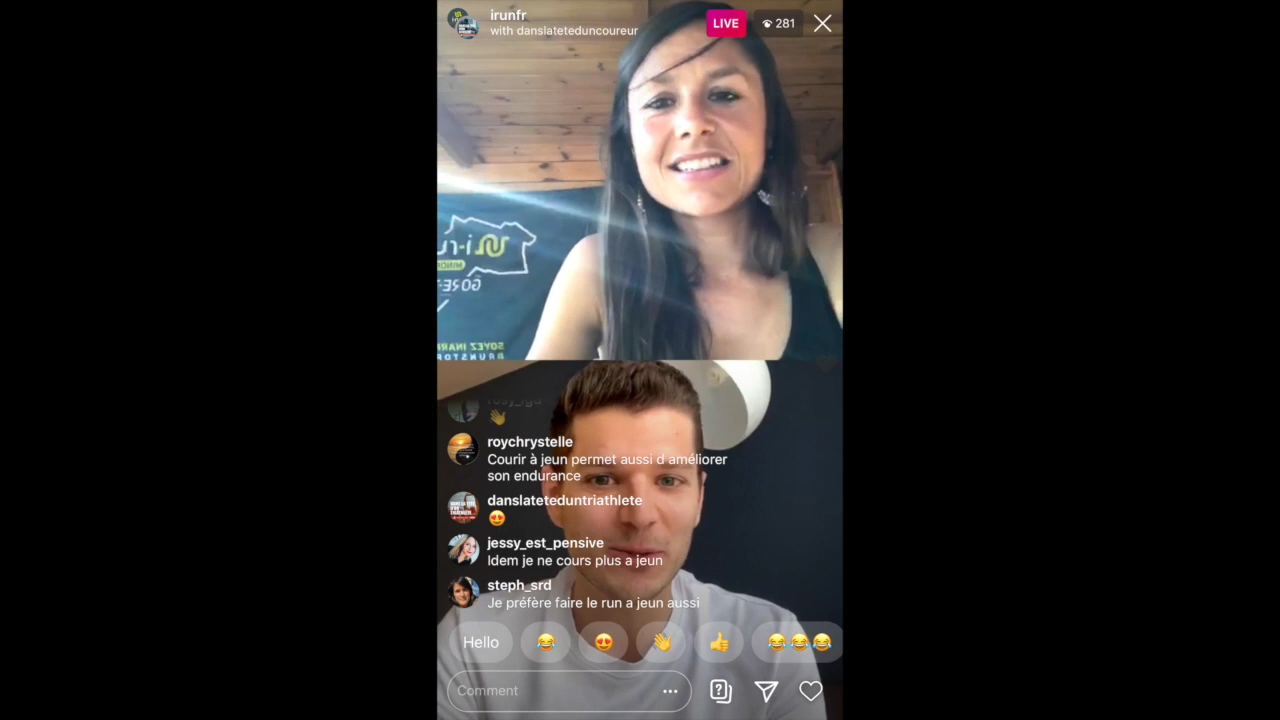 irunfr
with danslateteduncoureur
LIVE
281
roychrystelle
Courir à jeun permet aussi d améliorer
son endurance
danslateteduntriathlete
😍
jessy_est_pensive
Idem je ne cours plus a jeun
steph_srd
Je préfère faire le run a jeun aussi
Hello
Comment